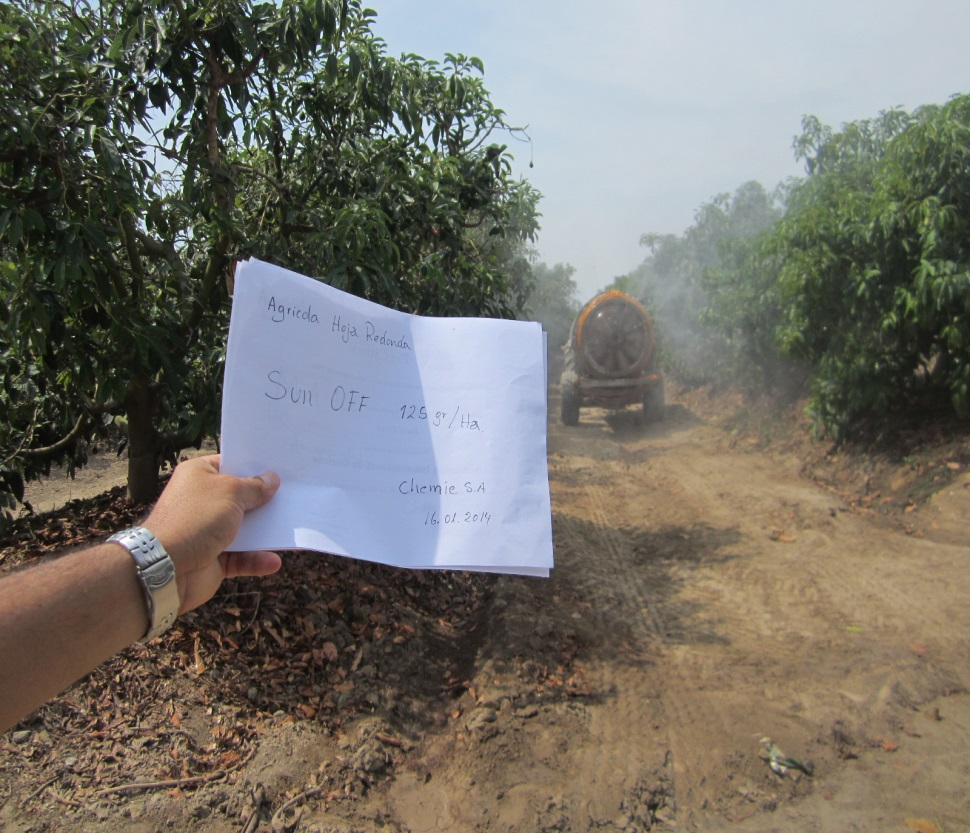 Agricola Hoja Redonda
Sun OFF 125 gr/Ha.
Chemie S.A
16.01.2014